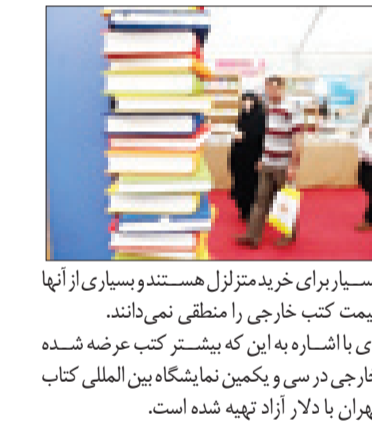 سیار برای خرید متزلزل هستند و بسیاری از آنها
یمت کتب خارجی را منطقی نمی‌دانند.
ی با اشاره به این که بیشتر کتب عرضه شده
خارجی در سی و یکمین نمایشگاه بین المللی کتاب
هران با دلار آزاد تهیه شده است.